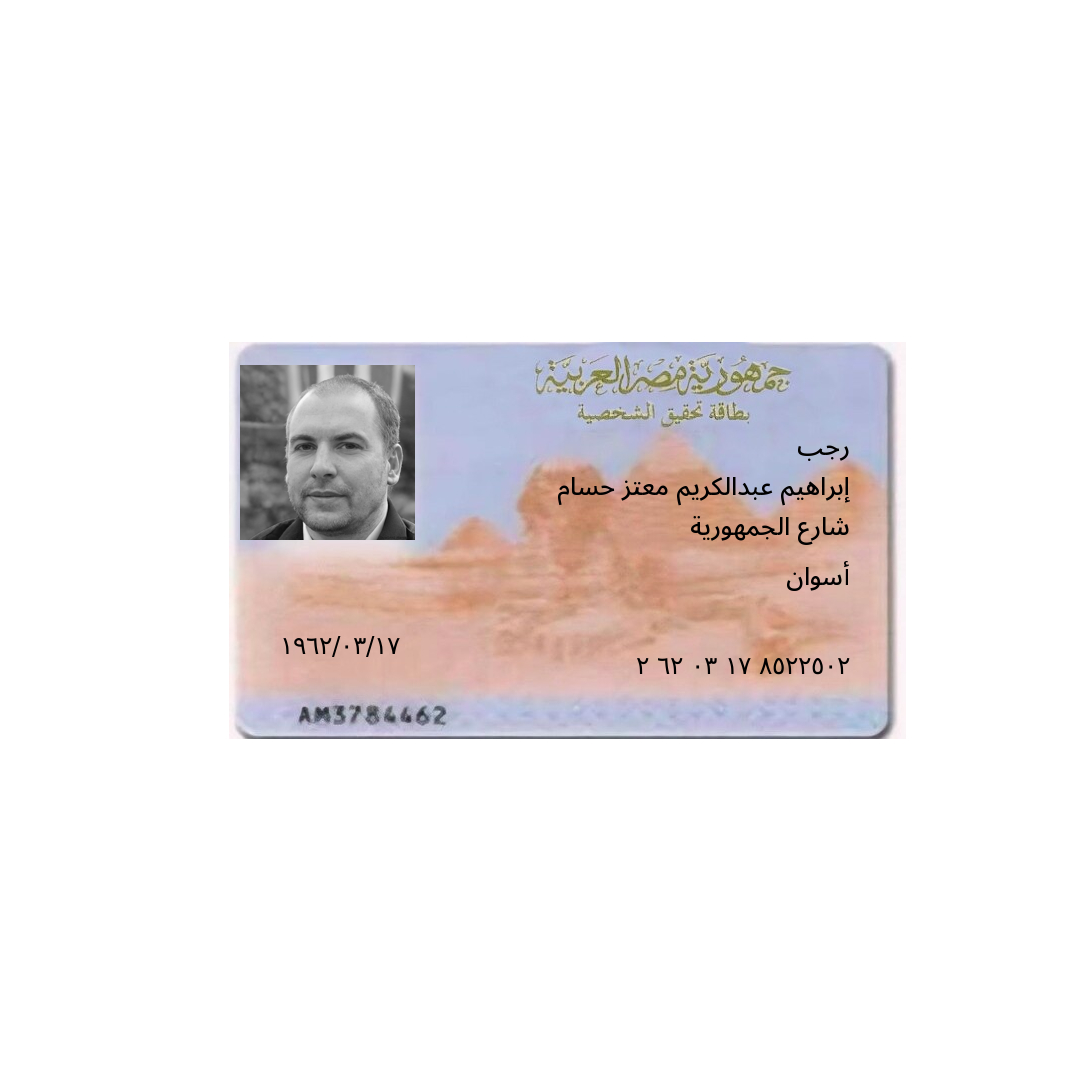 جمهورية مصر العربية
بطاقة تحقيق الشخصية
رجب
إبراهيم عبدالكريم معتز حسام
شارع الجمهورية
أسوان
١٩٦٢/٠٣/١٧
٢ ٦٢ ٠٣ ١٧ ٨٥٢٢٥٠٢
AM3784462